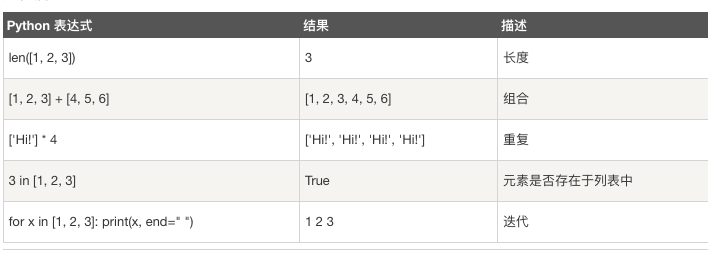 Python 表达式 结果 描述
len([1, 2, 3]) 3 长度
[1, 2, 3] + [4, 5, 6] [1, 2, 3, 4, 5, 6] 组合
['Hi!'] * 4 ['Hi!', 'Hi!', 'Hi!', 'Hi!'] 重复
3 in [1, 2, 3] True 元素是否存在于列表中
for x in [1, 2, 3]: print(x, end=" ") 1 2 3 迭代